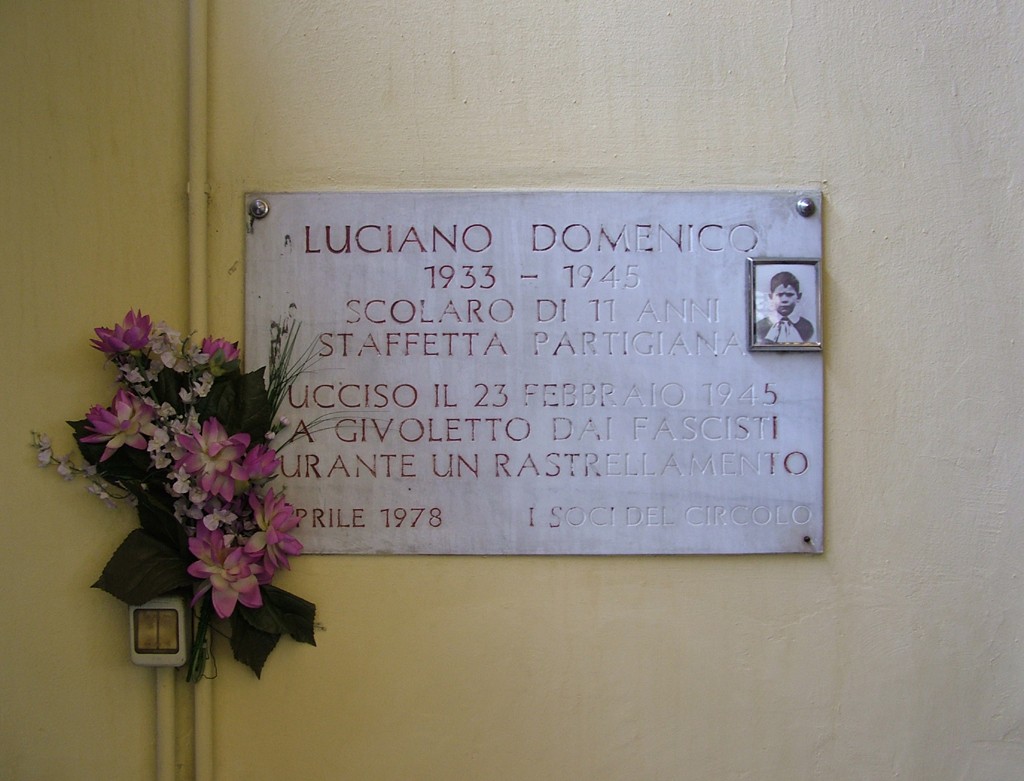 LUCIANO DOMENICO
1933 – 1945
SCOLARO DI 11 ANNI
STAFFETTA PARTIGIANA
UCCISO IL 23 FEBBRAIO 1945
A GIVOLETTO DAI FASCISTI
URANTE UN RASTRELLAMENTO
PRILE 1978 I SOCI DEL CIRCOLO